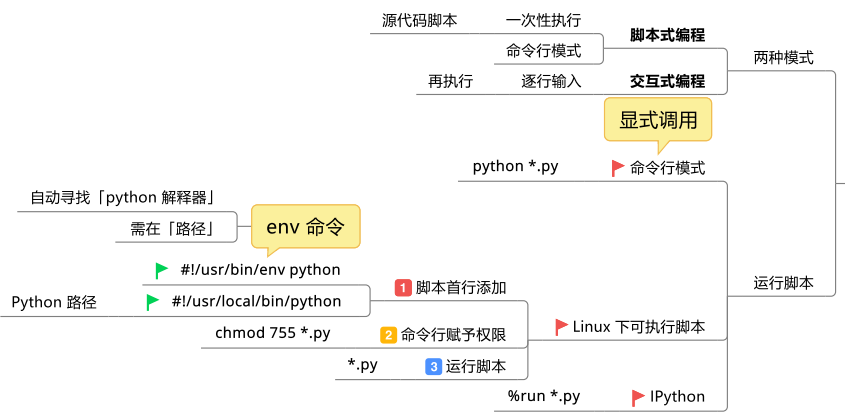 源代码脚本 一次性执行
脚本式编程
命令行模式
两种模式
再执行 逐行输入 交互式编程
显式调用
python *.py 命令行模式
自动寻找「python 解释器」
需在「路径」
env 命令
#!/usr/bin/env python
1 脚本首行添加
运行脚本
Python 路径 #!/usr/local/bin/python
Linux 下可执行脚本
chmod 755 *.py 2 命令行赋予权限
*.py 3 运行脚本
%run *.py IPython